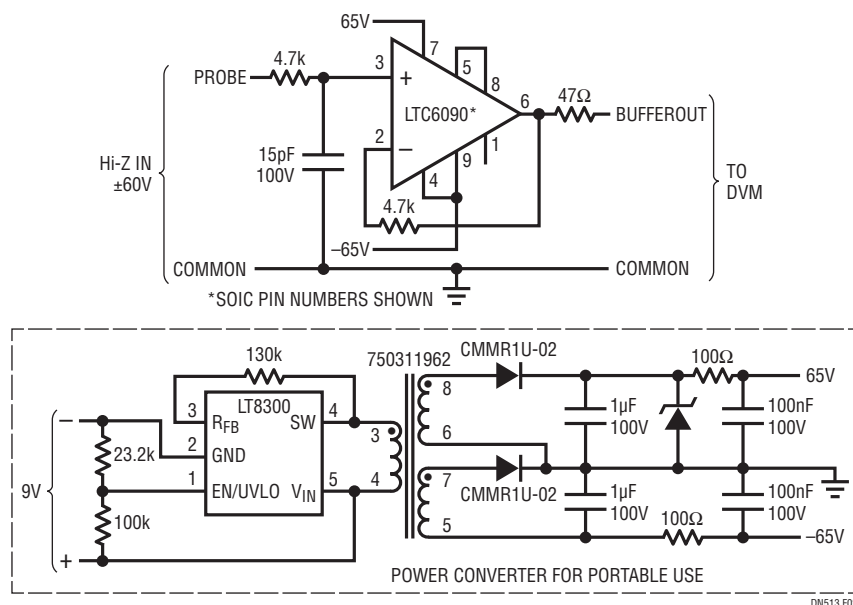 65V
7
4.7k
3
5
PROBE
+
8
6
47Ω
LTC6090*
BUFFEROUT
2
–
1
15pF
100V
9
Hi-Z IN
±60V
4
TO
DVM
4.7k
–65V
COMMON
COMMON
*SOIC PIN NUMBERS SHOWN
130k
750311962
CMMR1U-02
100Ω
65V
LT8300
8
3
RFB
SW
4
1µF
100V
100nF
100V
–
3
2
GND
6
23.2k
7
9V
1
EN/UVLO
VIN
5
4
CMMR1U-02
1µF
100V
100nF
100V
100k
5
100Ω
–65V
+
POWER CONVERTER FOR PORTABLE USE